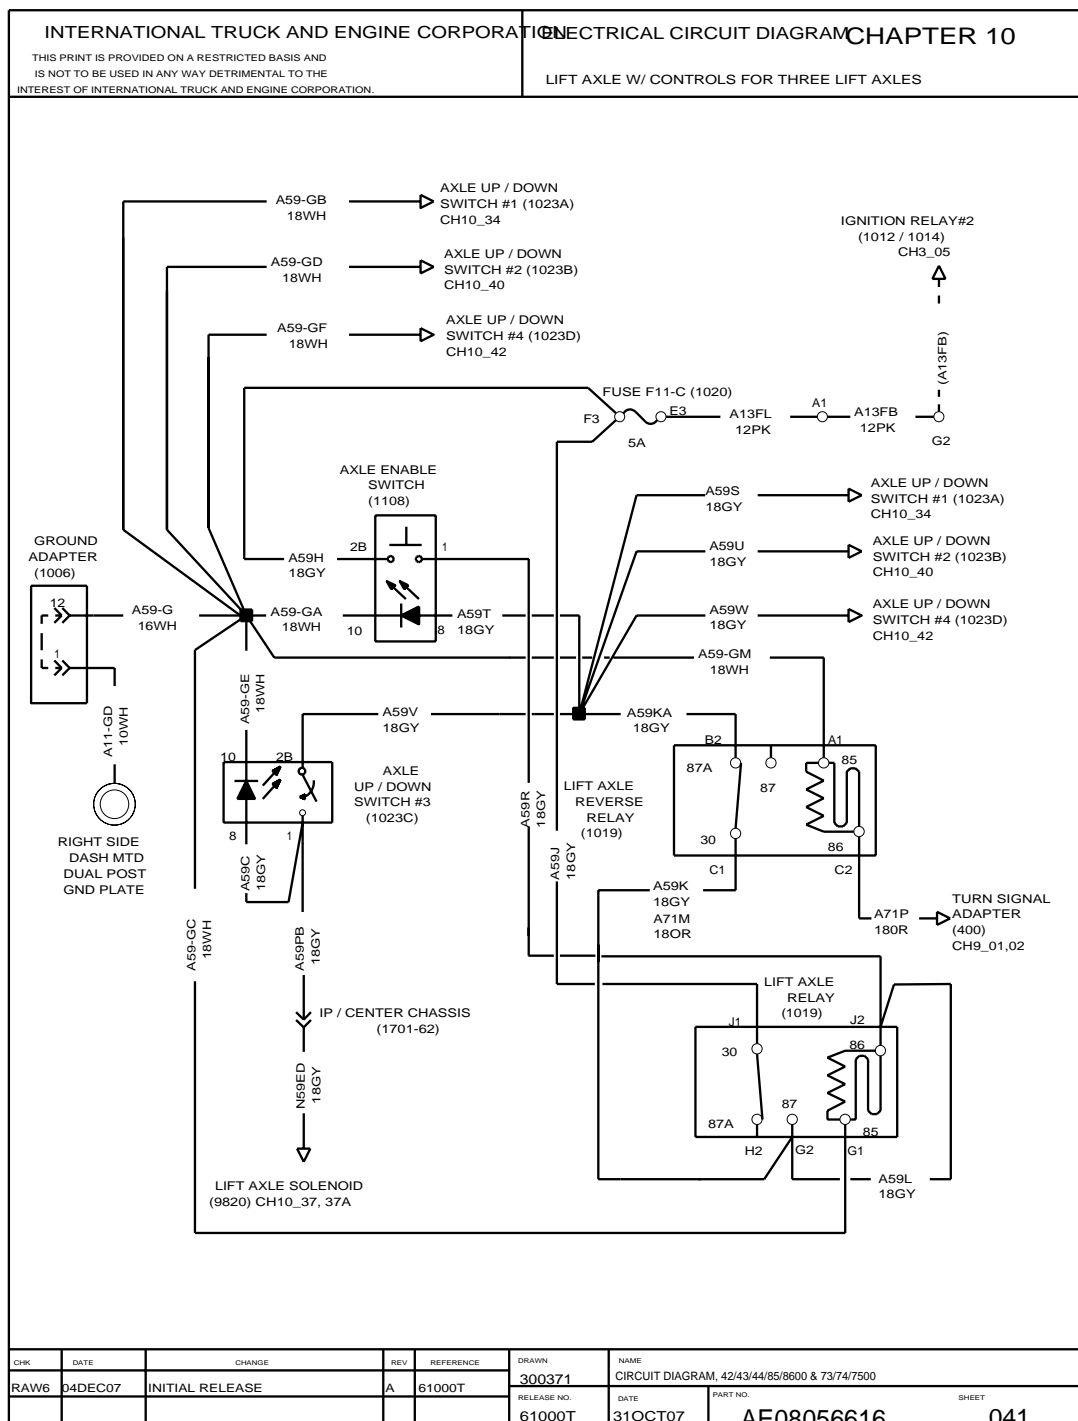 INTERNATIONAL TRUCK AND ENGINE CORPORATION
ELECTRICAL CIRCUIT DIAGRAM
CHAPTER 10
THIS PRINT IS PROVIDED ON A RESTRICTED BASIS AND
IS NOT TO BE USED IN ANY WAY DETRIMENTAL TO THE
INTEREST OF INTERNATIONAL TRUCK AND ENGINE CORPORATION.
LIFT AXLE W/ CONTROLS FOR THREE LIFT AXLES
A59-GB
18WH
AXLE UP / DOWN
SWITCH #1 (1023A)
CH10_34
IGNITION RELAY#2
(1012 / 1014)
CH3_05
A59-GD
18WH
AXLE UP / DOWN
SWITCH #2 (1023B)
CH10_40
A59-GF
18WH
AXLE UP / DOWN
SWITCH #4 (1023D)
CH10_42
(A13FB)
FUSE F11-C (1020)
F3
E3
5A
A13FL
12PK
A1
A13FB
12PK
G2
AXLE ENABLE
SWITCH
(1108)
2B
1
A59H
18GY
A59S
18GY
AXLE UP / DOWN
SWITCH #1 (1023A)
CH10_34
A59U
18GY
AXLE UP / DOWN
SWITCH #2 (1023B)
CH10_40
A59W
18GY
AXLE UP / DOWN
SWITCH #4 (1023D)
CH10_42
GROUND
ADAPTER
(1006)
12
1
A59-G
16WH
A59-GA
18WH
10
8
A59T
18GY
A59-GM
18WH
A11-GD
10WH
A59-GE
18WH
A59V
18GY
A59KA
18GY
RIGHT SIDE
DASH MTD
DUAL POST
GND PLATE
10
2B
AXLE
UP / DOWN
SWITCH #3
(1023C)
8
1
A59C
18GY
A59R
18GY
A59J
18GY
LIFT AXLE
REVERSE
RELAY
(1019)
B2
A1
87A
87
85
30
86
C1
C2
A59K
18GY
A71M
18OR
A71P
180R
TURN SIGNAL
ADAPTER
(400)
CH9_01,02
A59-GC
18WH
A59PB
18GY
IP / CENTER CHASSIS
(1701-62)
N59ED
18GY
LIFT AXLE SOLENOID
(9820) CH10_37, 37A
LIFT AXLE
RELAY
(1019)
J1
J2
30
86
87
87A
85
H2
G2
G1
A59L
18GY
CHK
DATE
CHANGE
REV
REFERENCE
DRAWN
NAME
RAW6
04DEC07
INITIAL RELEASE
A
61000T
300371
CIRCUIT DIAGRAM, 42/43/44/85/8600 & 73/74/7500
RELEASE NO.
DATE
PART NO.
SHEET
61000T
31OCT07
AE08056616
041